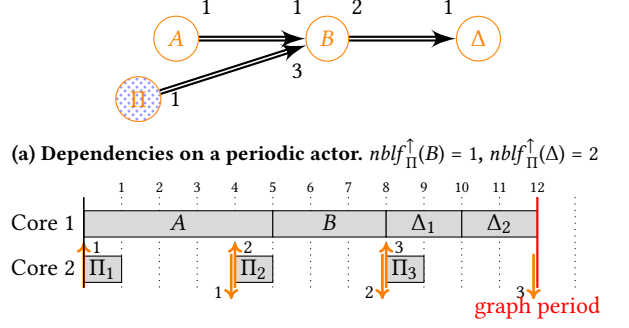 1 1 2 1
A B Δ
3
Π 1
(a) Dependencies on a periodic actor. nblf↑Π(B) = 1, nblf↑Π(Δ) = 2
1 2 3 4 5 6 7 8 9 10 11 12
Core 1 A B Δ1 Δ2
1 2 3
Core 2 Π1 Π2 Π3
1 2 3
graph period